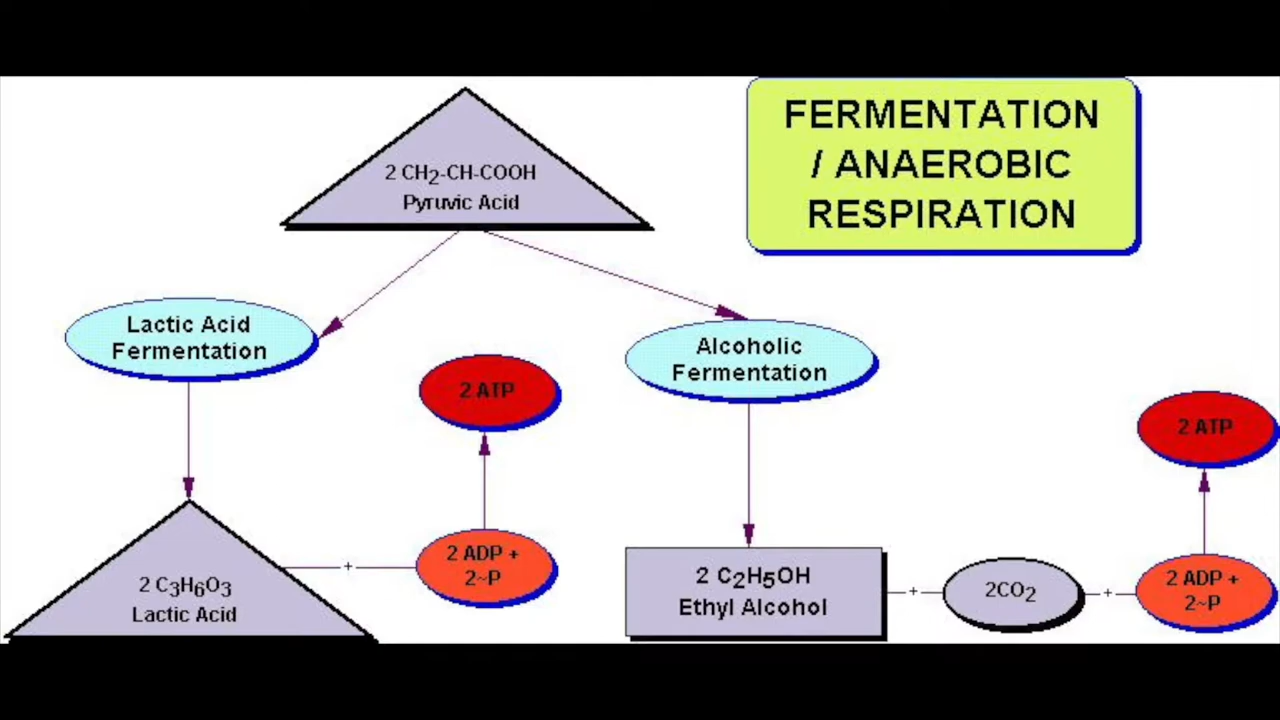 FERMENTATION
/ ANAEROBIC
RESPIRATION
2 CH2-CH-COOH
Pyruvic Acid
Lactic Acid
Fermentation
Alcoholic
Fermentation
2 ATP
2 ATP
2 ADP +
2~P
2 ADP +
2~P
2 C3H6O3
Lactic Acid
+
2 C2H5OH
Ethyl Alcohol
+
2CO2
+